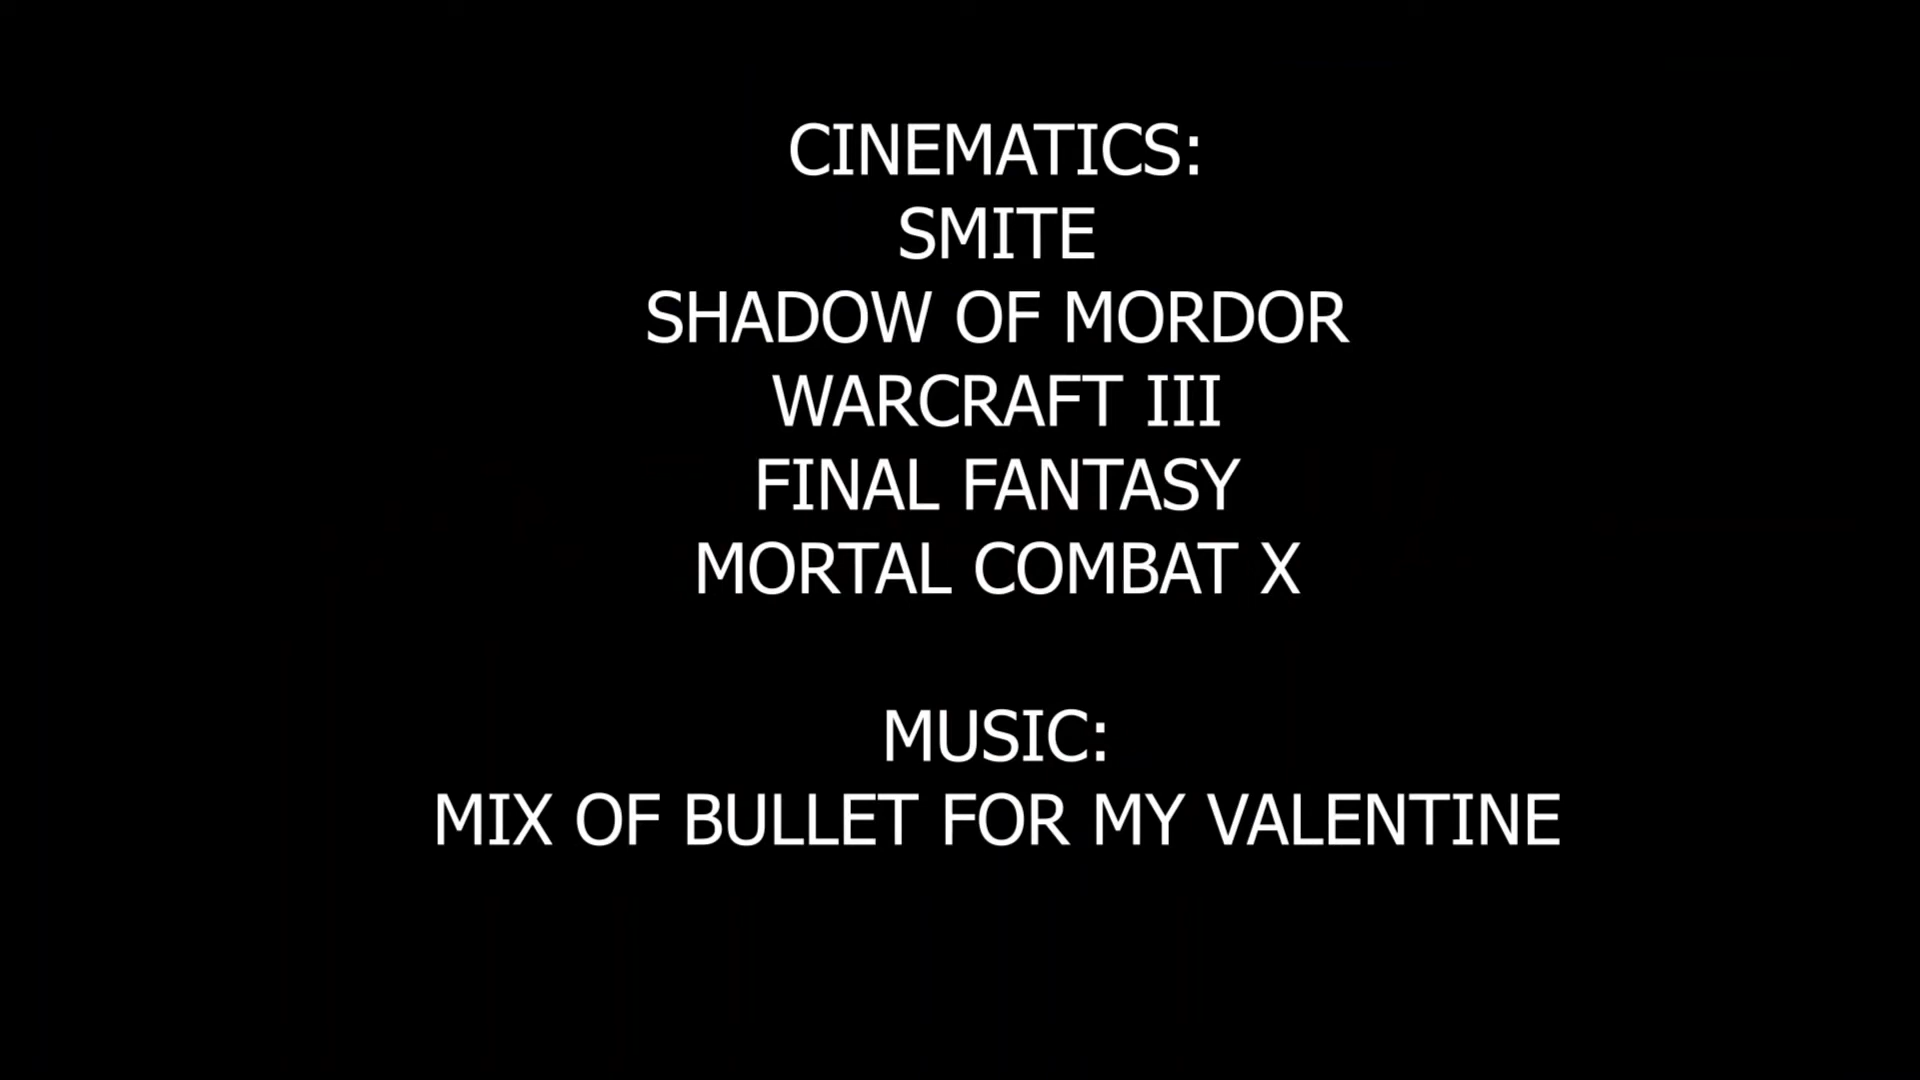 CINEMATICS:
SMITE
SHADOW OF MORDOR
WARCRAFT III
FINAL FANTASY
MORTAL COMBAT X
MUSIC:
MIX OF BULLET FOR MY VALENTINE